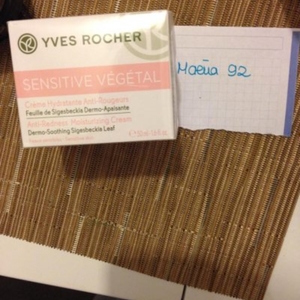 YVES ROCHER
SENSITIVE VÉGÉTAL
Crème Hydratante Anti-Rougeurs
Feuille de Sigesbeckia Dermo-Apaisante
Anti-Redness Moisturizing Cream
Dermo-Soothing Sigesbeckia Leaf
Maëüa 92